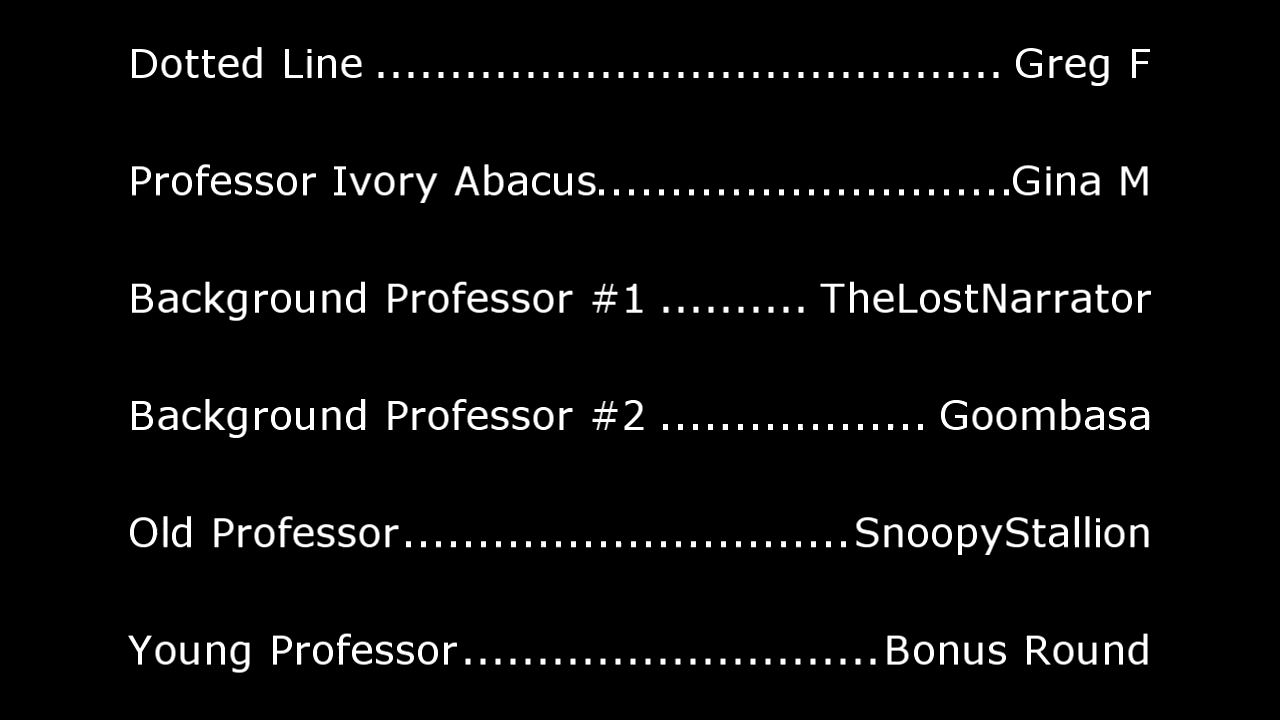 Dotted Line .......................................... Greg F
Professor Ivory Abacus............................Gina M
Background Professor #1 .......... TheLostNarrator
Background Professor #2 .................. Goombasa
Old Professor..............................SnoopyStallion
Young Professor............................Bonus Round